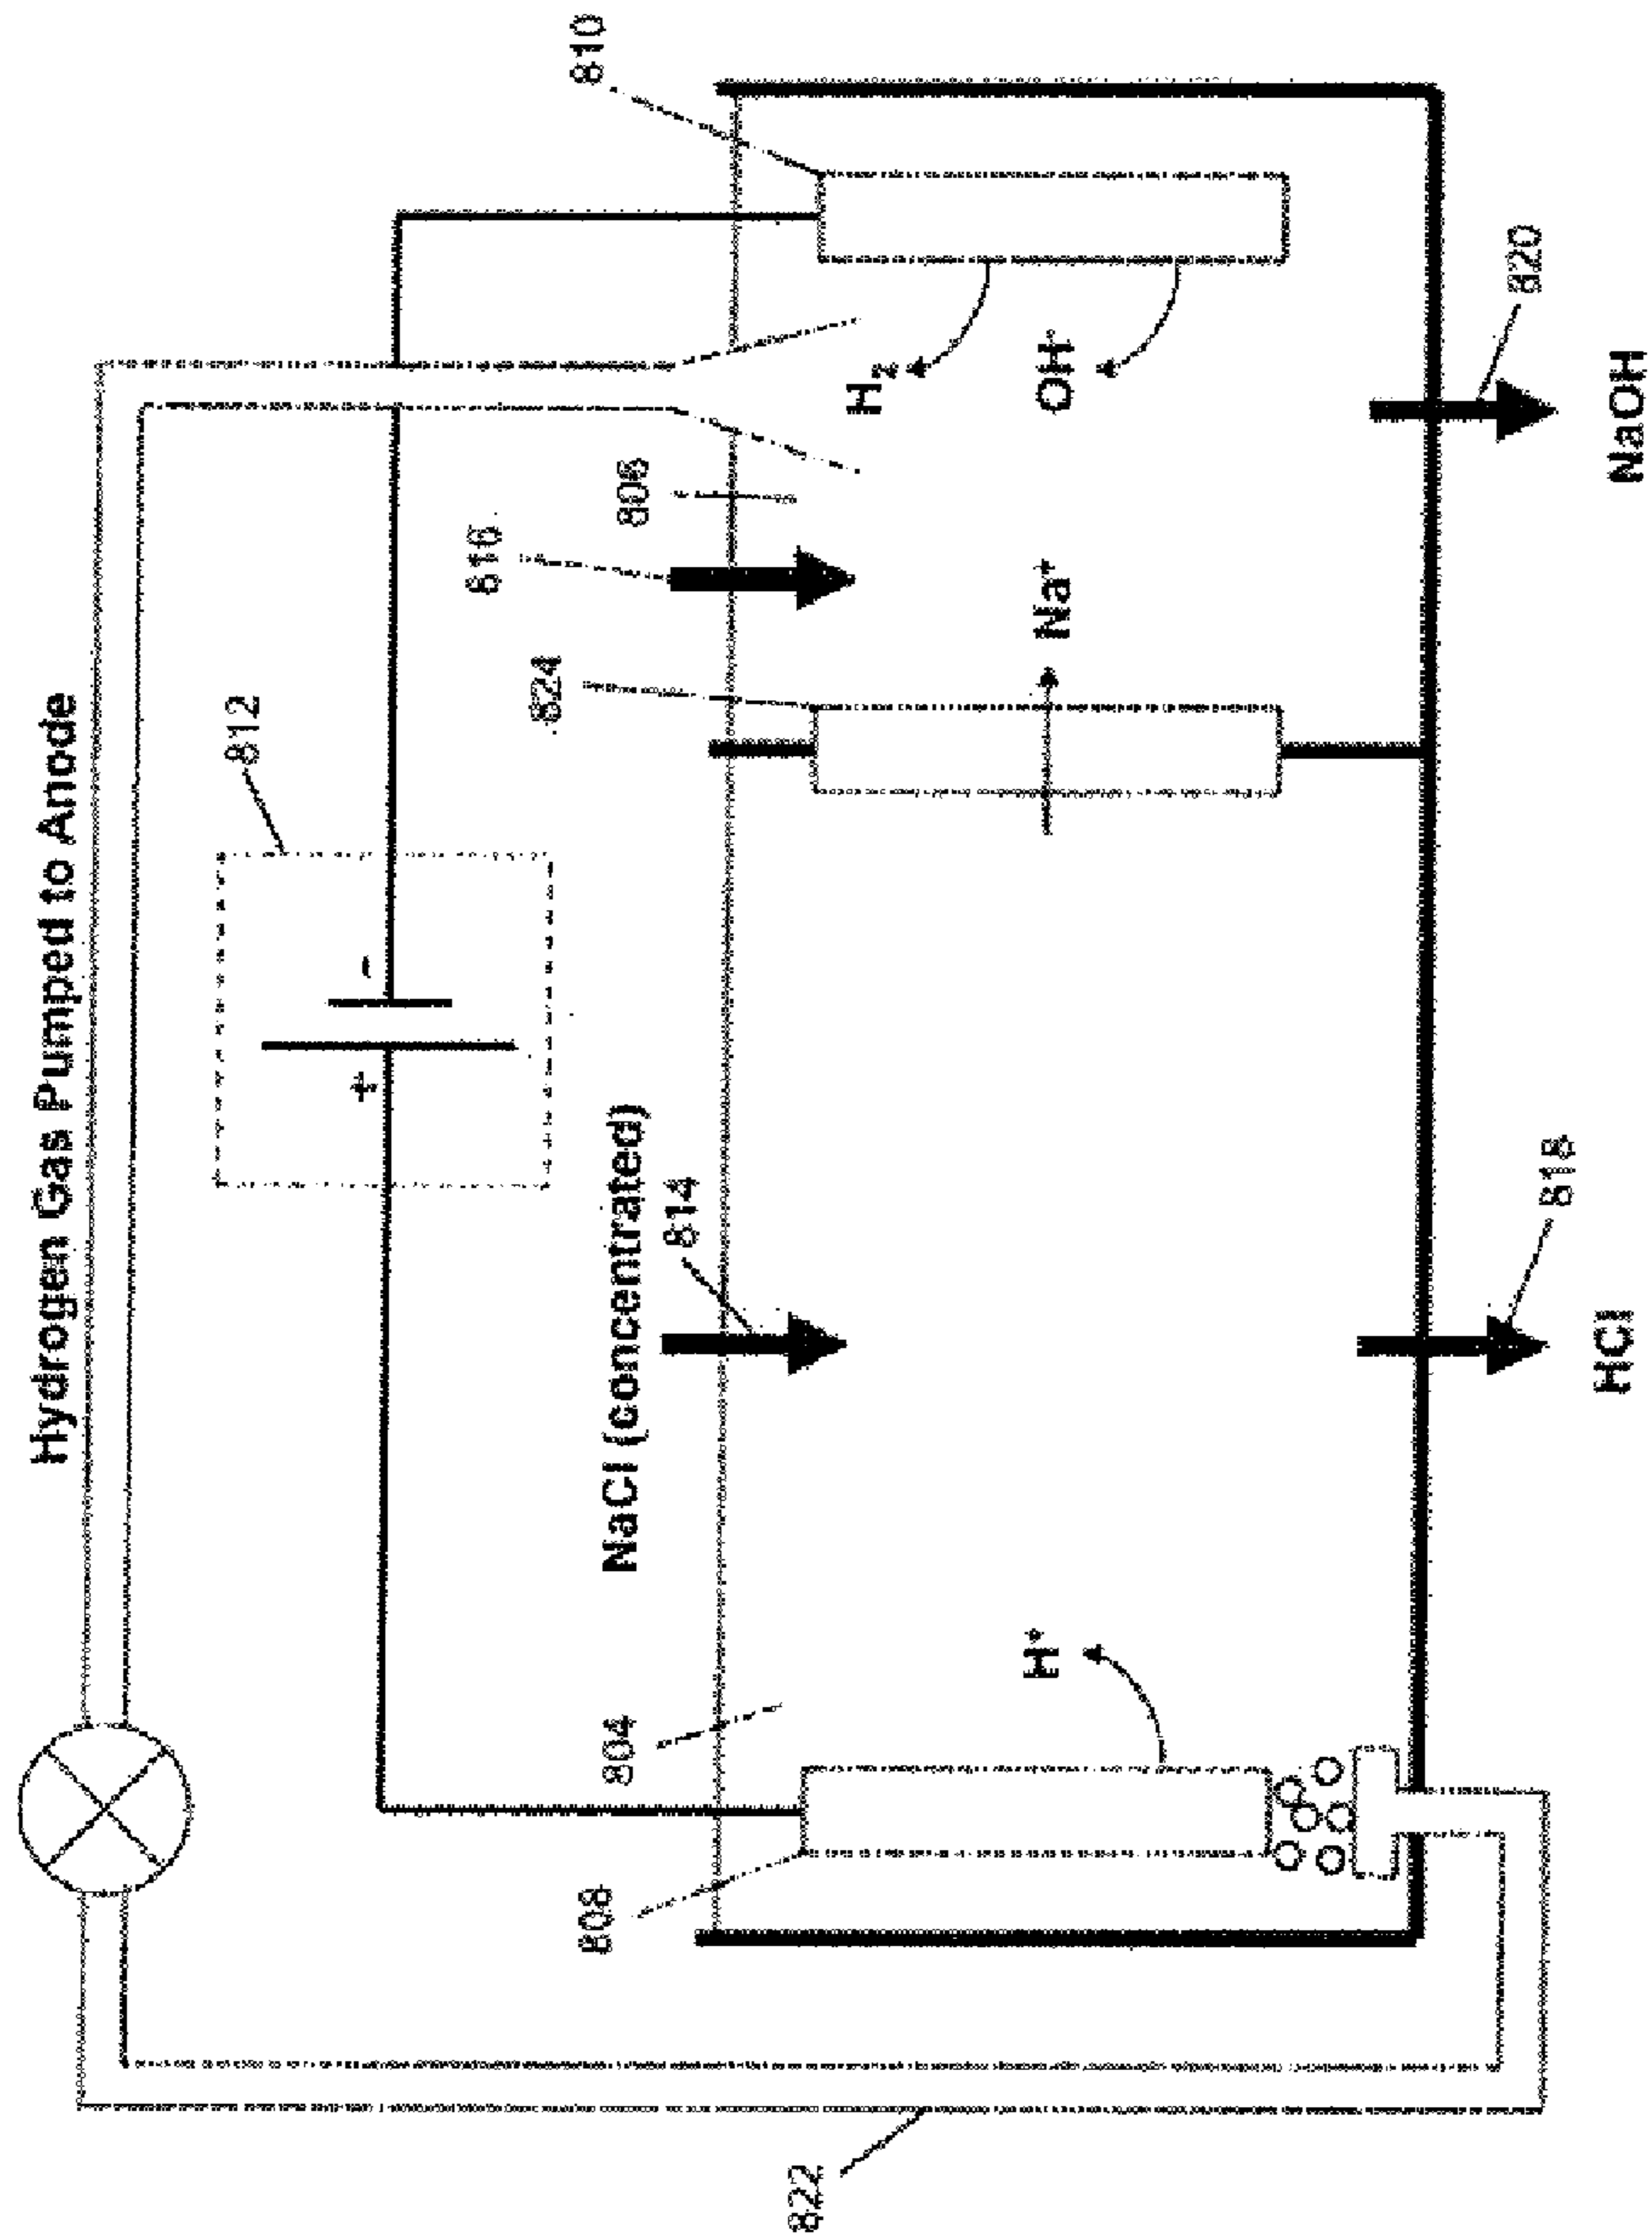 Hydrogen Gas Pumped to Anode
812
+ -
816
824
810
808
804
NaCl (concentrated)
806
814
822
H₂
H⁺
Na⁺
OH⁻
820
818
HCl
NaOH